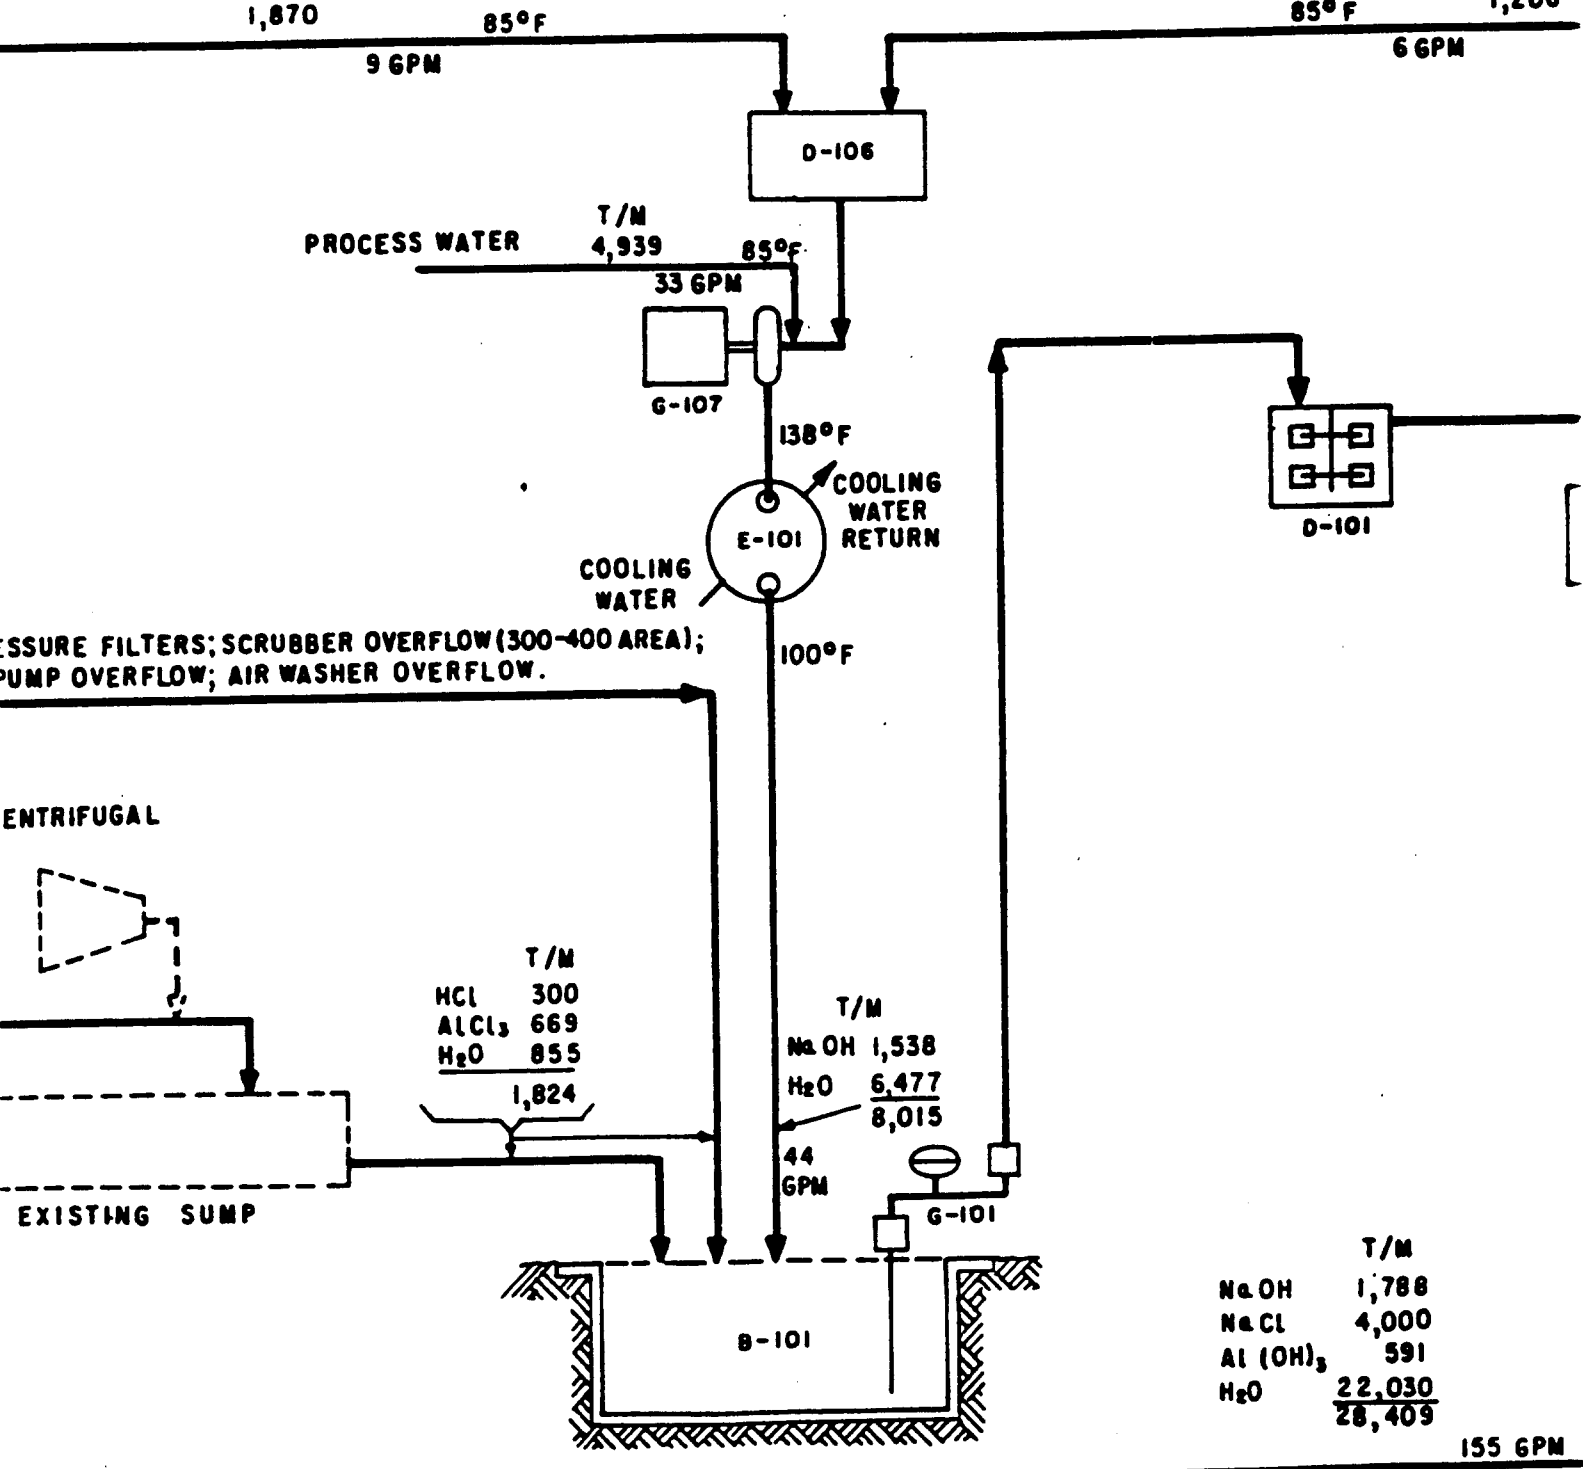 1,870 85°F
9 GPM
85°F
6 GPM
D-106
T/M
PROCESS WATER 4,939 85°F
33 GPM
G-107
138°F
COOLING
WATER
RETURN
E-101
COOLING
WATER
D-101
ESSURE FILTERS; SCRUBBER OVERFLOW (300-400 AREA);
PUMP OVERFLOW; AIR WASHER OVERFLOW.
100°F
ENTRIFUGAL
T/M
HCl 300
AlCl₃ 669
H₂O 855
1,824
T/M
NaOH 1,538
H₂O 6,477
8,015
44
GPM
EXISTING SUMP
G-101
B-101
T/M
NaOH 1,788
NaCl 4,000
Al (OH)₃ 591
H₂O 22,030
28,409
155 GPM